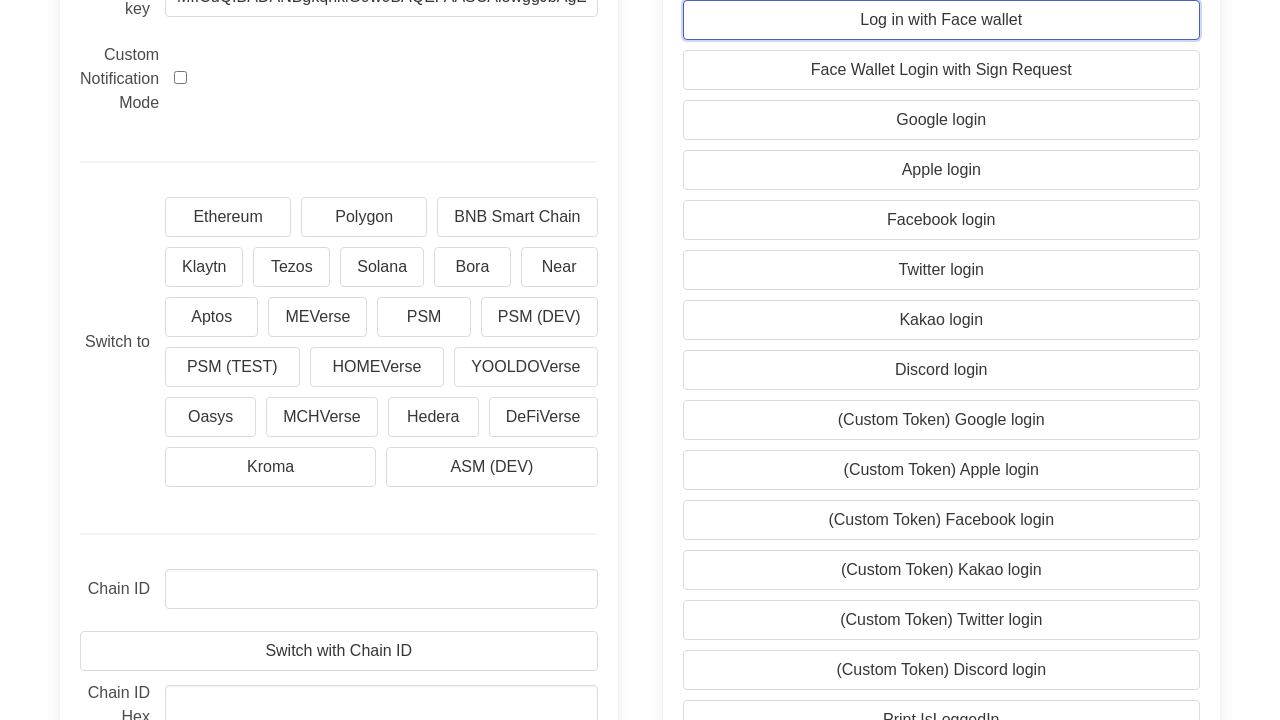 key
Custom
Notification
Mode
Ethereum
Polygon
BNB Smart Chain
Klaytn
Tezos
Solana
Bora
Near
Aptos
MEVerse
PSM
PSM (DEV)
Switch to
PSM (TEST)
HOMEVerse
YOOLDOVerse
Oasys
MCHVerse
Hedera
DeFiVerse
Kroma
ASM (DEV)
Chain ID
Switch with Chain ID
Chain ID
Hex
Log in with Face wallet
Face Wallet Login with Sign Request
Google login
Apple login
Facebook login
Twitter login
Kakao login
Discord login
(Custom Token) Google login
(Custom Token) Apple login
(Custom Token) Facebook login
(Custom Token) Kakao login
(Custom Token) Twitter login
(Custom Token) Discord login
Print IsLoggedIn